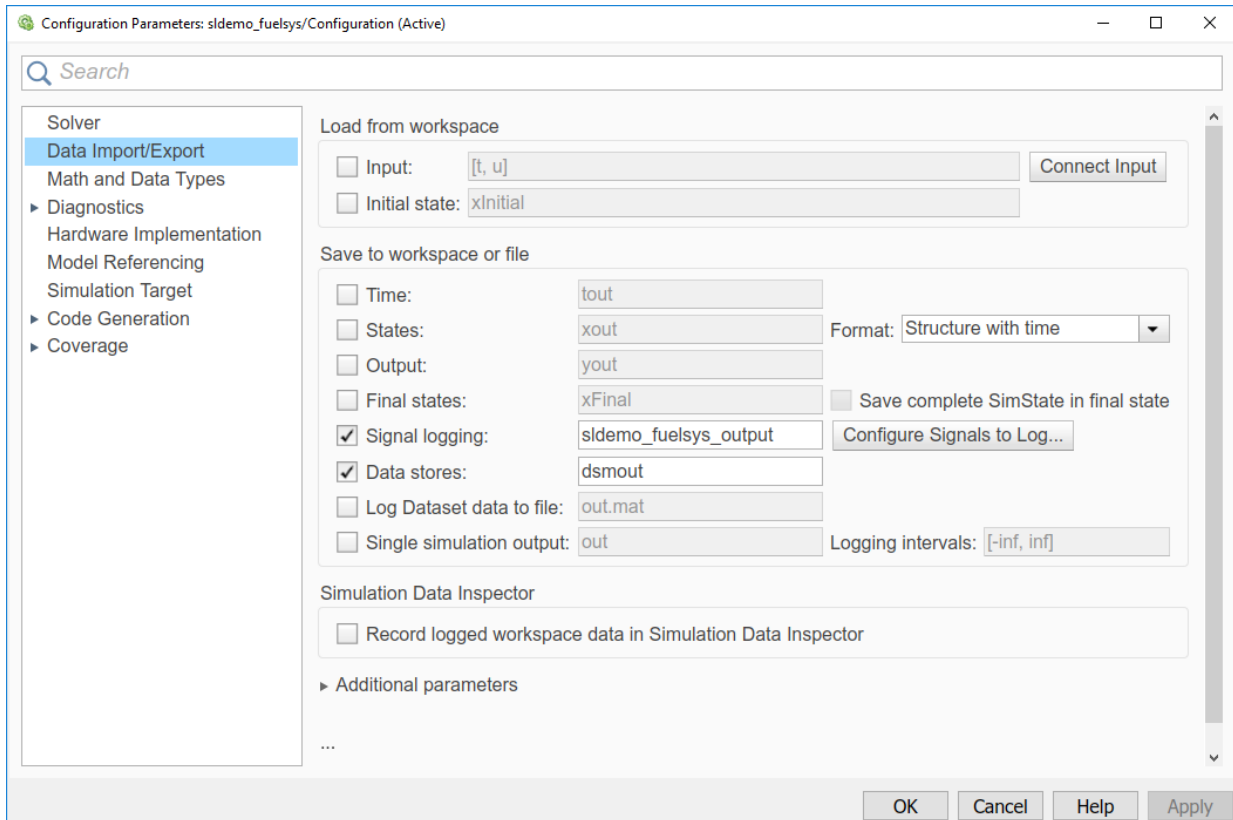 Configuration Parameters: sldemo_fuelsys/Configuration (Active)
Search
Solver
Data Import/Export
Math and Data Types
Diagnostics
Hardware Implementation
Model Referencing
Simulation Target
Code Generation
Coverage
Load from workspace
Input: [t, u] Connect Input
Initial state: xInitial
Save to workspace or file
Time: tout
States: xout Format: Structure with time
Output: yout
Final states: xFinal Save complete SimState in final state
Signal logging: sldemo_fuelsys_output Configure Signals to Log...
Data stores: dsmout
Log Dataset data to file: out.mat
Single simulation output: out Logging intervals: [-inf, inf]
Simulation Data Inspector
Record logged workspace data in Simulation Data Inspector
Additional parameters
...
OK Cancel Help Apply